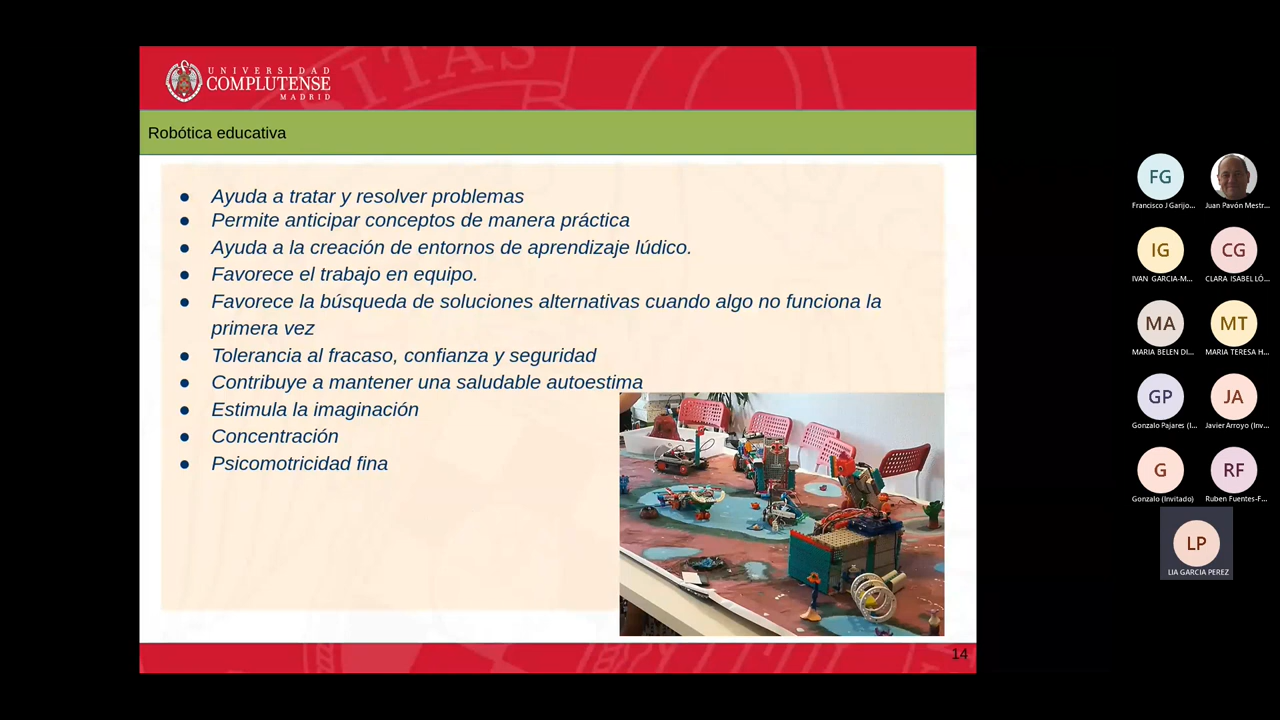 UNIVERSIDAD
COMPLUTENSE
MADRID
Robótica educativa
● Ayuda a tratar y resolver problemas
● Permite anticipar conceptos de manera práctica
● Ayuda a la creación de entornos de aprendizaje lúdico.
● Favorece el trabajo en equipo.
● Favorece la búsqueda de soluciones alternativas cuando algo no funciona la
primera vez
● Tolerancia al fracaso, confianza y seguridad
● Contribuye a mantener una saludable autoestima
● Estimula la imaginación
● Concentración
● Psicomotricidad fina
14
FG
Francisco J Garijo...
Juan Pavón Mestr...
IG
IVAN GARCIA-M...
CG
CLARA ISABEL LÓ...
MA
MARIA BELEN DI...
MT
MARIA TERESA H...
GP
Gonzalo Pajares (I...
JA
Javier Arroyo (Inv...
G
Gonzalo (Invitado)
RF
Ruben Fuentes-F...
LP
LIA GARCIA PEREZ